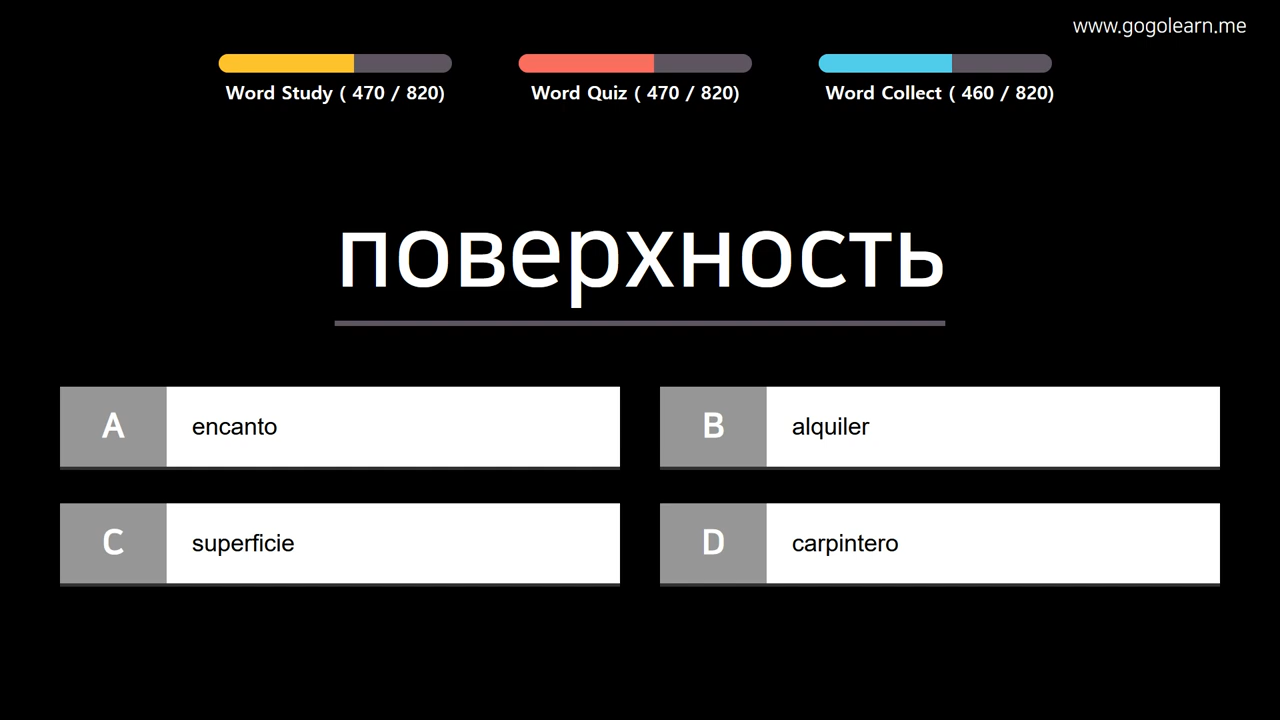 www.gogolearn.me
Word Study ( 470 / 820)
Word Quiz ( 470 / 820)
Word Collect ( 460 / 820)
поверхность
A encanto
B alquiler
C superficie
D carpintero